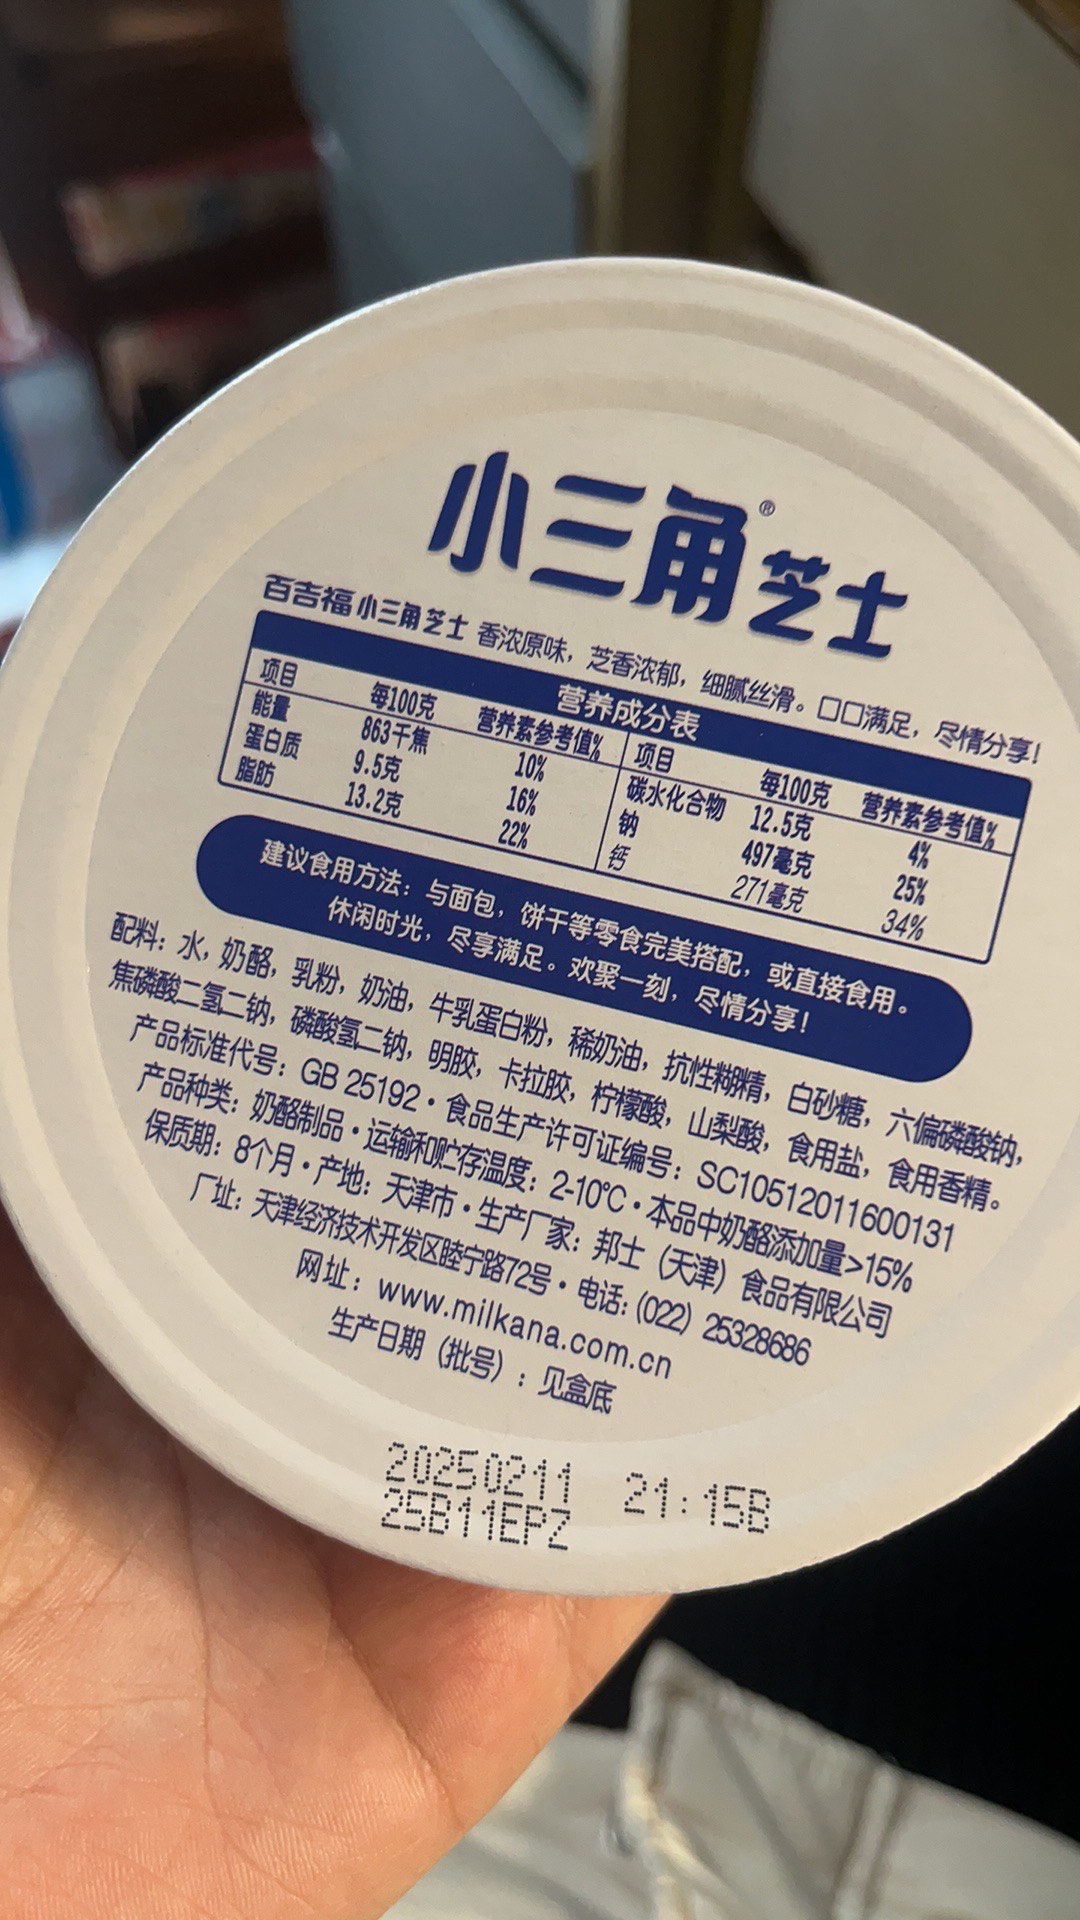 小三角®芝士
百吉福小三角芝士 香浓原味，芝香浓郁，细腻丝滑。口口满足，尽情分享！
营养成分表
项目 每100克 营养素参考值% 项目 每100克 营养素参考值%
能量 863千焦 10% 碳水化合物 12.5克 4%
蛋白质 9.5克 16% 钠 497毫克 25%
脂肪 13.2克 22% 钙 271毫克 34%
建议食用方法：与面包，饼干等零食完美搭配，或直接食用。
休闲时光，尽享满足。欢聚一刻，尽情分享！
配料：水，奶酪，乳粉，奶油，牛乳蛋白粉，稀奶油，抗性糊精，白砂糖，六偏磷酸钠，
焦磷酸二氢二钠，磷酸氢二钠，明胶，卡拉胶，柠檬酸，山梨酸，食用盐，食用香精。
产品标准代号：GB 25192·食品生产许可证编号：SC10512011600131
产品种类：奶酪制品·运输和贮存温度：2-10℃·本品中奶酪添加量>15%
保质期：8个月·产地：天津市·生产厂家：邦士（天津）食品有限公司
厂址：天津经济技术开发区睦宁路72号·电话：(022) 25328686
网址：www.milkana.com.cn
生产日期（批号）：见盒底
20250211 21:15B
25B11EPZ